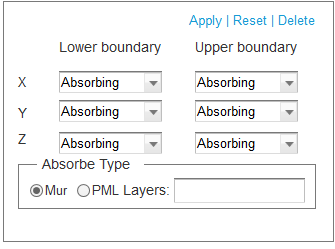 Apply | Reset | Delete
Lower boundary Upper boundary
X Absorbing Absorbing
Y Absorbing Absorbing
Z Absorbing Absorbing
Absorbe Type
Mur PML Layers: